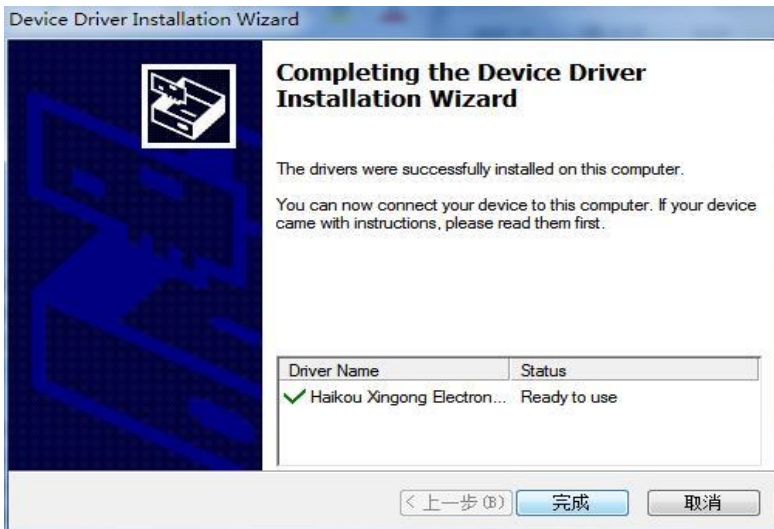 Device Driver Installation Wizard
Completing the Device Driver
Installation Wizard
The drivers were successfully installed on this computer.
You can now connect your device to this computer. If your device
came with instructions, please read them first.
Driver Name Status
Haikou Xingong Electron... Ready to use
< 上一步(B) 完成 取消